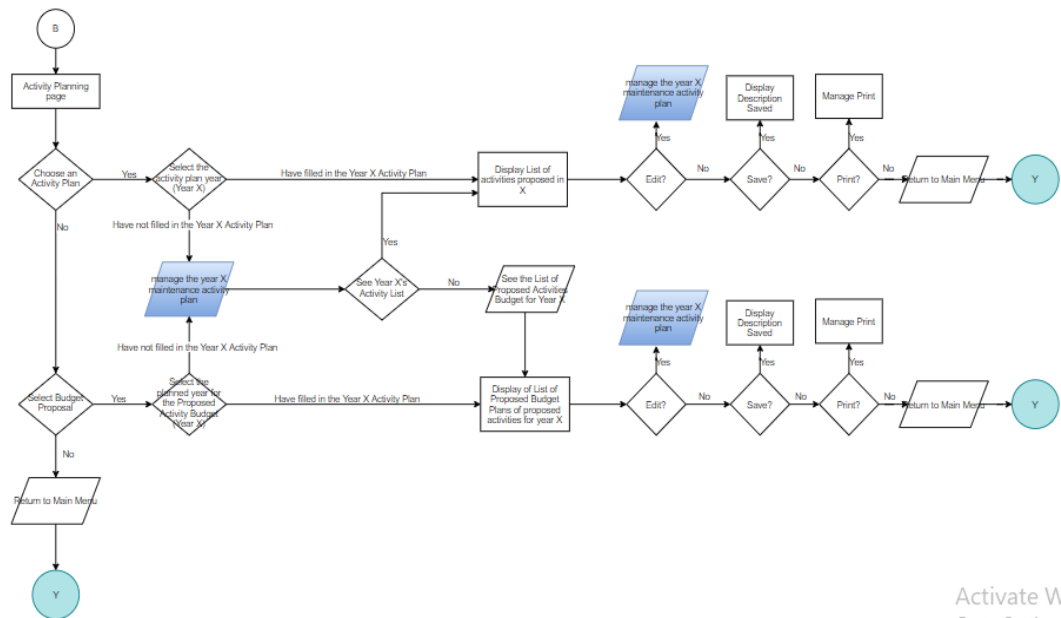 B
Activity Planning
page
manage the year X
maintenance activity
plan
Display
Description
Saved
Manage Print
Yes
Yes
Yes
Choose an
Activity Plan
Yes
Select the
activity plan year
(Year X)
Have filled in the Year X Activity Plan
Display List of
activities proposed in
X
Edit?
No
Save?
No
Print?
No
Return to Main Menu
Y
No
Have not filled in the Year X Activity Plan
Yes
manage the year X
maintenance activity
plan
See Year X's
Activity List
No
See the List of
Proposed Activities
Budget for Year X
manage the year X
maintenance activity
plan
Display
Description
Saved
Manage Print
Have not filled in the Year X Activity Plan
Yes
Yes
Yes
Select Budget
Proposal
Yes
Select the
planned year for
the Proposed
Activity Budget
(Year X)
Have filled in the Year X Activity Plan
Display of List of
Proposed Budget
Plans of proposed
activities for year X
Edit?
No
Save?
No
Print?
No
Return to Main Menu
Y
No
Return to Main Menu
Y
Activate W